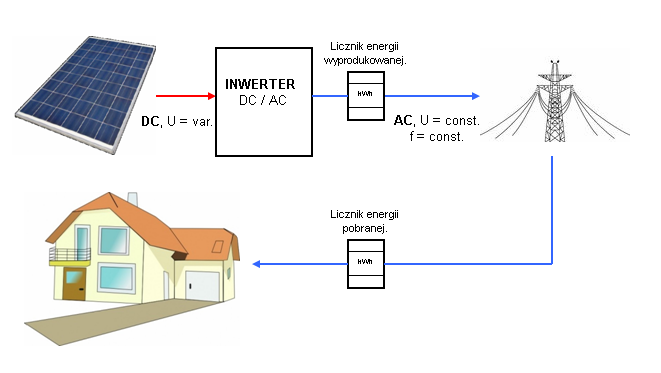 Licznik energii
wyprodukowanej.
INWERTER
DC / AC
kWh
DC, U = var.
AC, U = const.
f = const.
Licznik energii
pobranej.
kWh